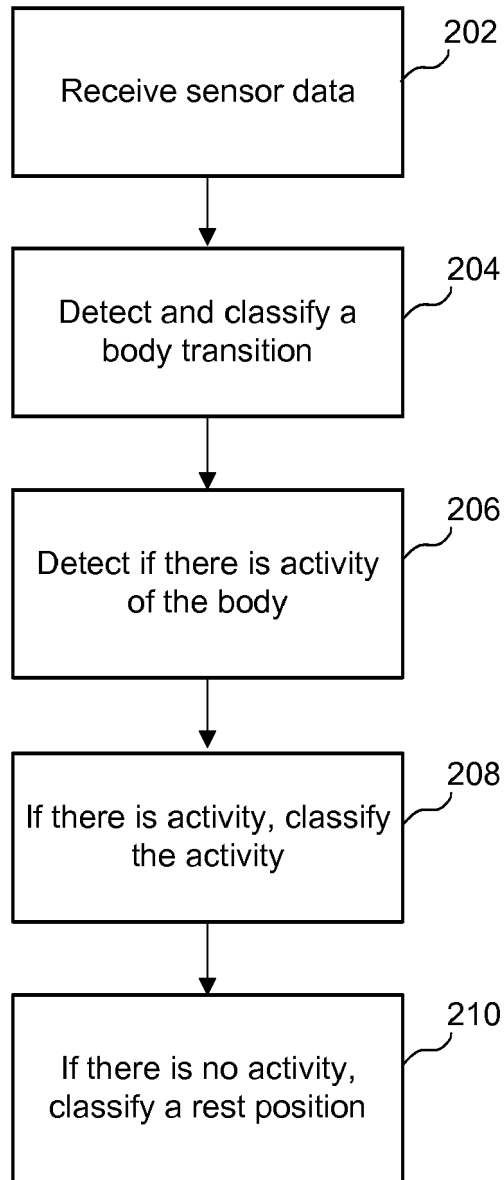 202
Receive sensor data
204
Detect and classify a
body transition
206
Detect if there is activity
of the body
208
If there is activity, classify
the activity
210
If there is no activity,
classify a rest position